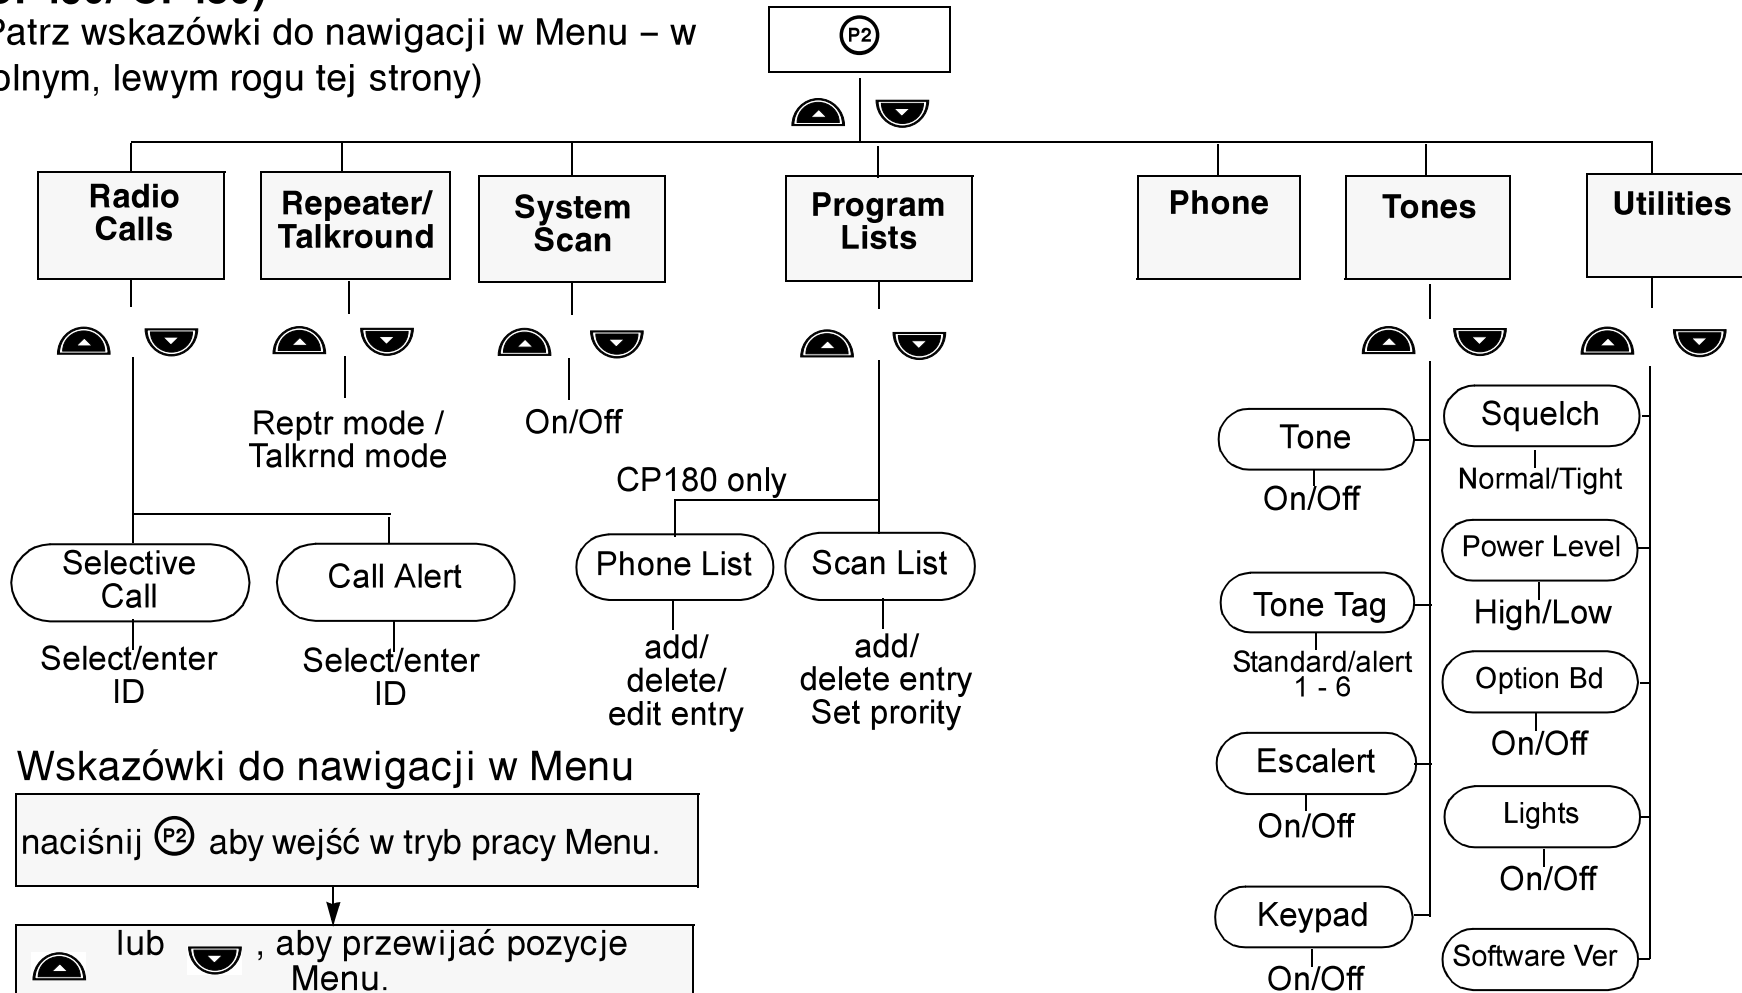 Patrz wskazówki do nawigacji w Menu – w
olnym, lewym rogu tej strony)
P2
Radio
Calls
Repeater/
Talkround
System
Scan
Program
Lists
Phone
Tones
Utilities
Reptr mode /
Talkrnd mode
On/Off
CP180 only
Selective
Call
Select/enter
ID
Call Alert
Select/enter
ID
Phone List
add/
delete/
edit entry
Scan List
add/
delete entry
Set prority
Tone
On/Off
Tone Tag
Standard/alert
1 - 6
Escalert
On/Off
Keypad
On/Off
Squelch
Normal/Tight
Power Level
High/Low
Option Bd
On/Off
Lights
On/Off
Software Ver
Wskazówki do nawigacji w Menu
naciśnij P2 aby wejść w tryb pracy Menu.
lub , aby przewijać pozycje
Menu.